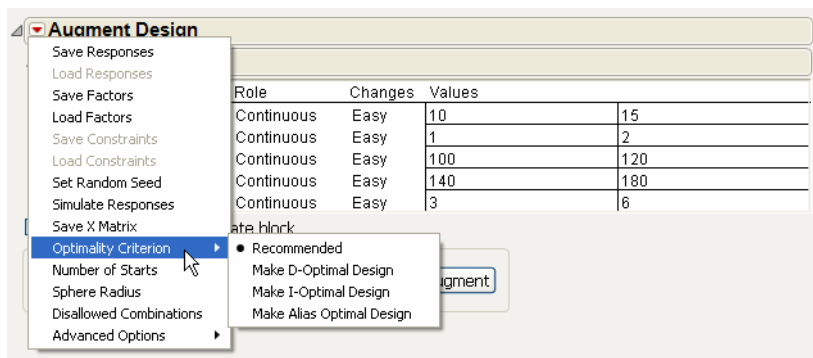 Augment Design
Save Responses
Load Responses
Save Factors Role Changes Values
Load Factors Continuous Easy 10 15
Save Constraints Continuous Easy 1 2
Load Constraints Continuous Easy 100 120
Set Random Seed Continuous Easy 140 180
Simulate Responses Continuous Easy 3 6
Save X Matrix ate block
Optimality Criterion Recommended
Number of Starts Make D-Optimal Design
Sphere Radius Make I-Optimal Design ugment
Disallowed Combinations Make Alias Optimal Design
Advanced Options